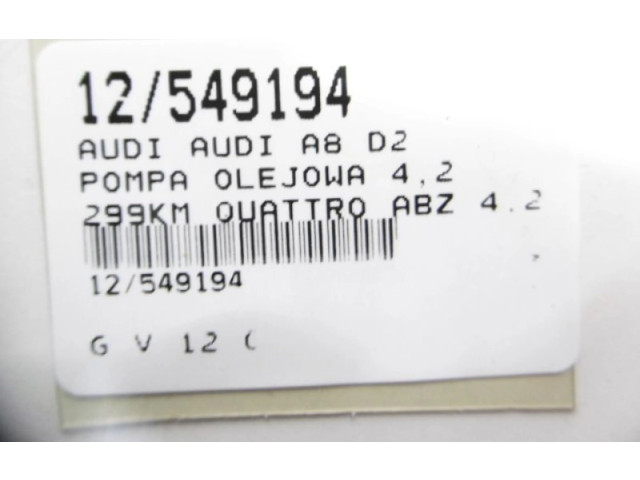 12/549194
AUDI AUDI A8 D2
POMPA OLEJOWA 4,2
299KM QUATTRO ABZ 4.2
12/549194
G V 12 (